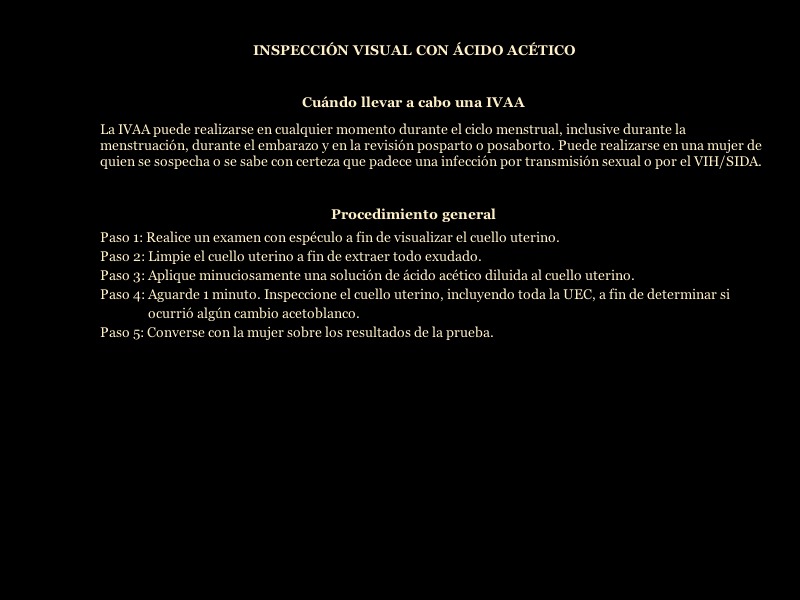 INSPECCIÓN VISUAL CON ÁCIDO ACÉTICO
Cuándo llevar a cabo una IVAA
La IVAA puede realizarse en cualquier momento durante el ciclo menstrual, inclusive durante la
menstruación, durante el embarazo y en la revisión posparto o posaborto. Puede realizarse en una mujer de
quien se sospecha o se sabe con certeza que padece una infección por transmisión sexual o por el VIH/SIDA.
Procedimiento general
Paso 1: Realice un examen con espéculo a fin de visualizar el cuello uterino.
Paso 2: Limpie el cuello uterino a fin de extraer todo exudado.
Paso 3: Aplique minuciosamente una solución de ácido acético diluida al cuello uterino.
Paso 4: Aguarde 1 minuto. Inspeccione el cuello uterino, incluyendo toda la UEC, a fin de determinar si
ocurrió algún cambio acetoblanco.
Paso 5: Converse con la mujer sobre los resultados de la prueba.